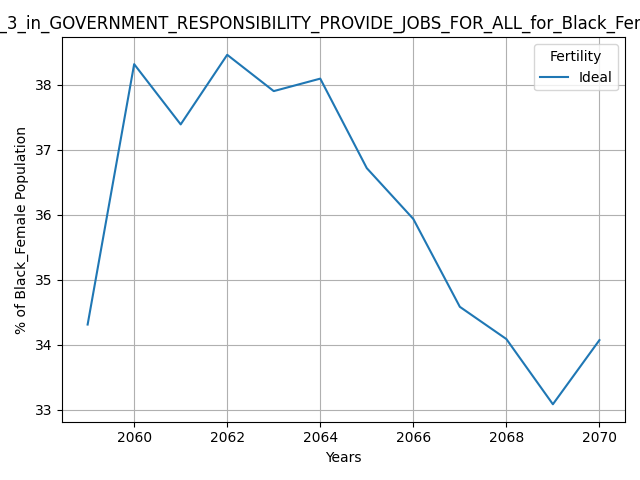 _3_in_GOVERNMENT_RESPONSIBILITY_PROVIDE_JOBS_FOR_ALL_for_Black_Fer
Fertility
Ideal
38
37
36
35
34
33
% of Black_Female Population
2060 2062 2064 2066 2068 2070
Years